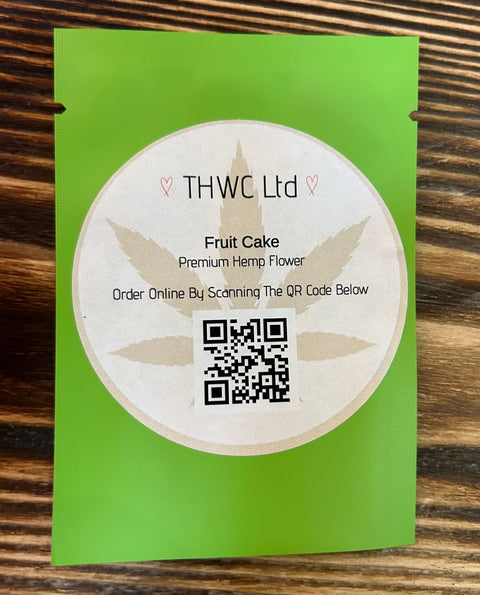 THWC Ltd
Fruit Cake
Premium Hemp Flower
Order Online By Scanning The QR Code Below